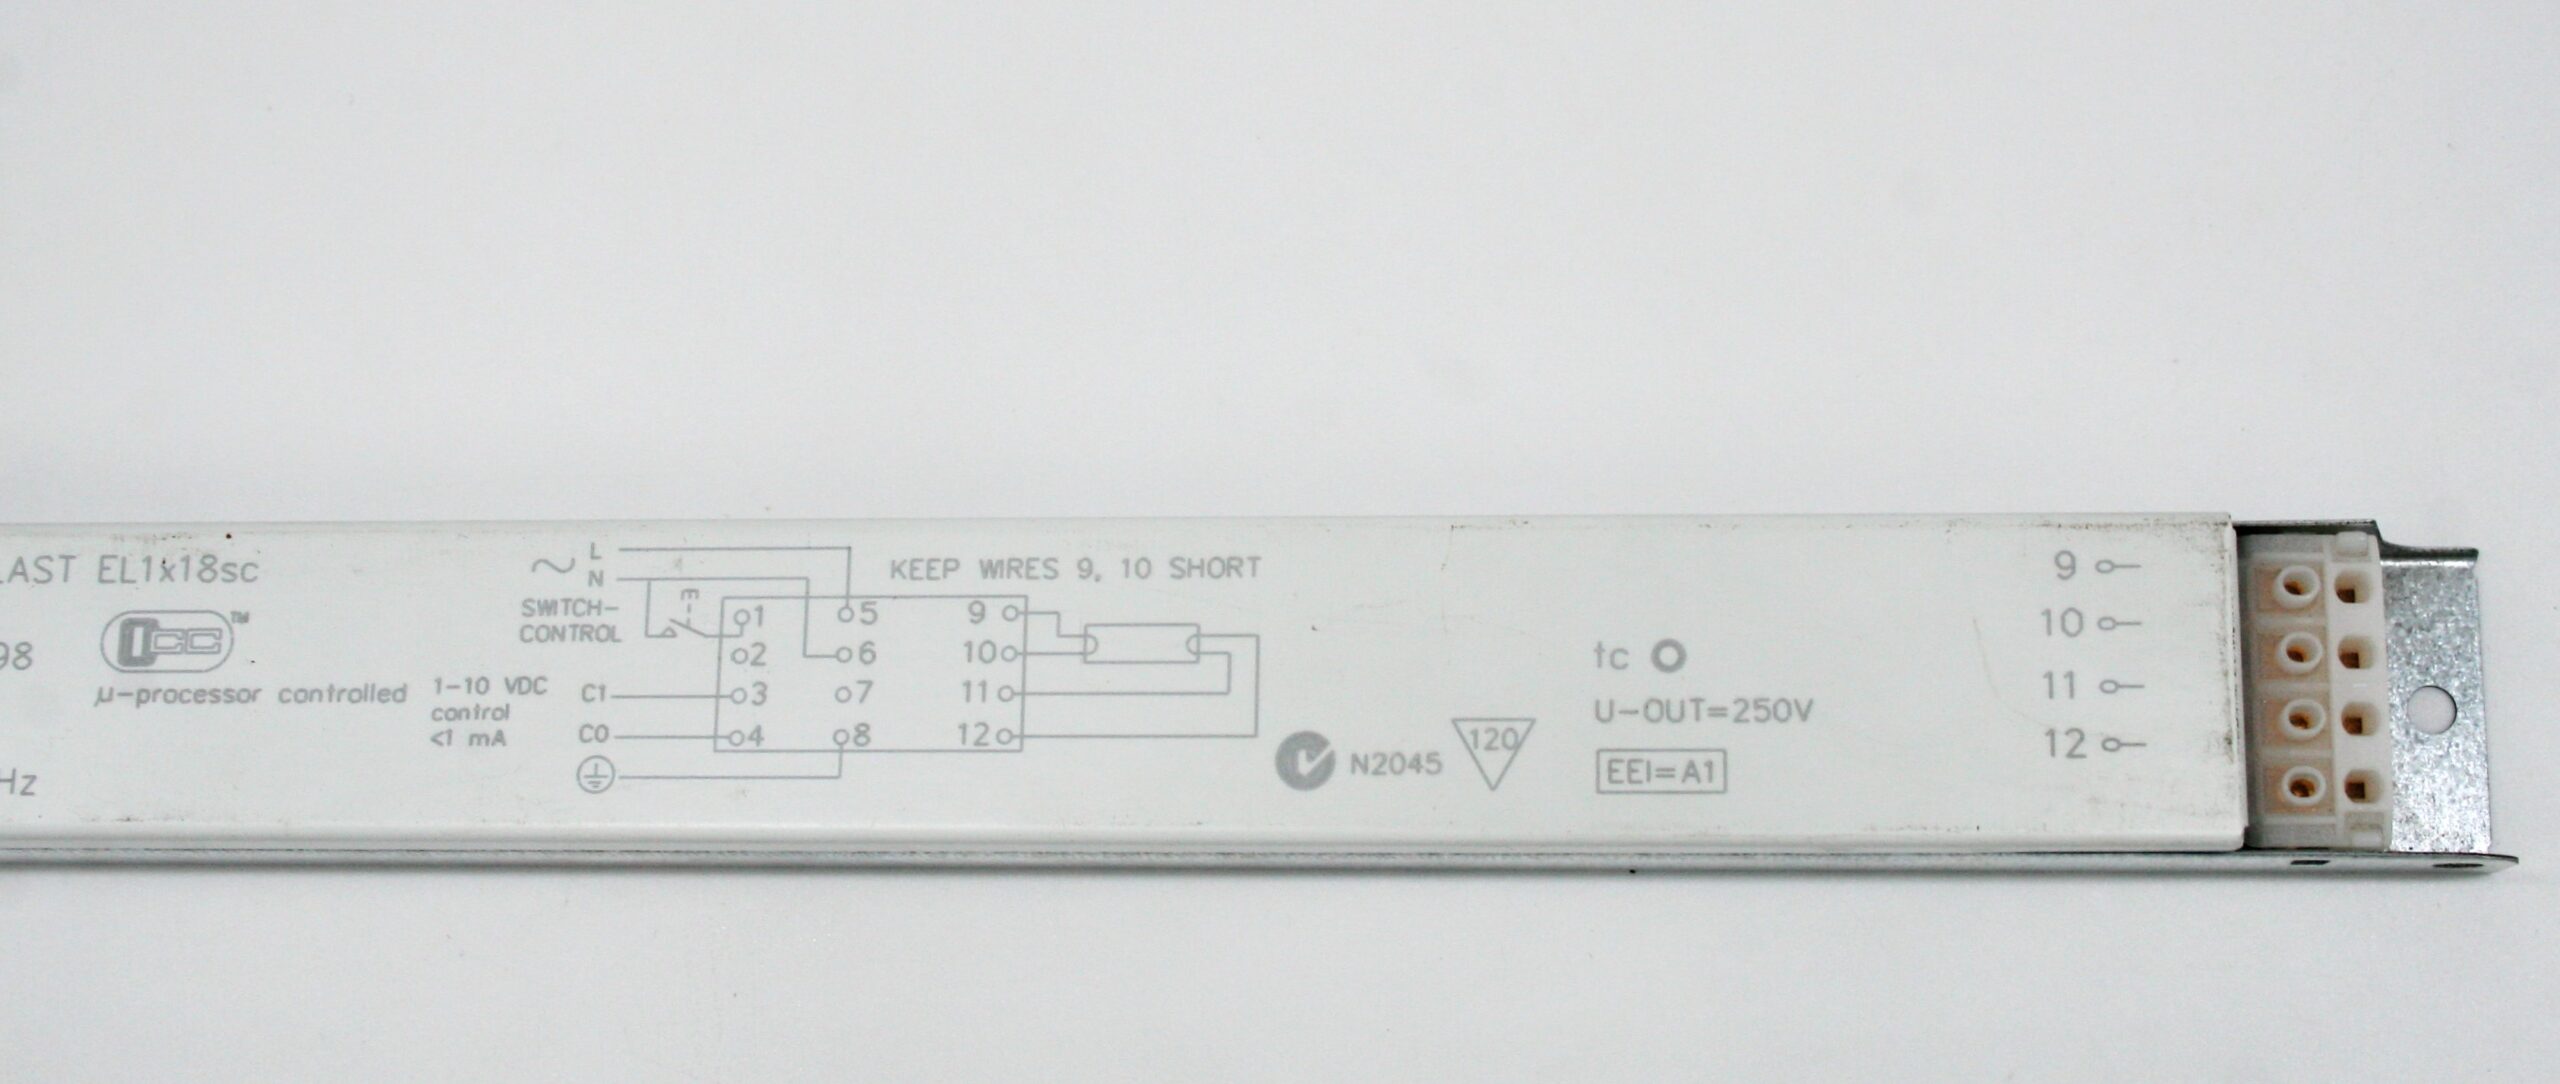 LAST EL1x18sc
98
Hz
ICC™
µ-processor controlled
1-10 VDC
control
<1 mA
~ L
N
SWITCH-
CONTROL
E
C1
C0
KEEP WIRES 9, 10 SHORT
1 5 9
2 6 10
3 7 11
4 8 12
N2045
120
tc
U-OUT=250V
EEI=A1
9
10
11
12